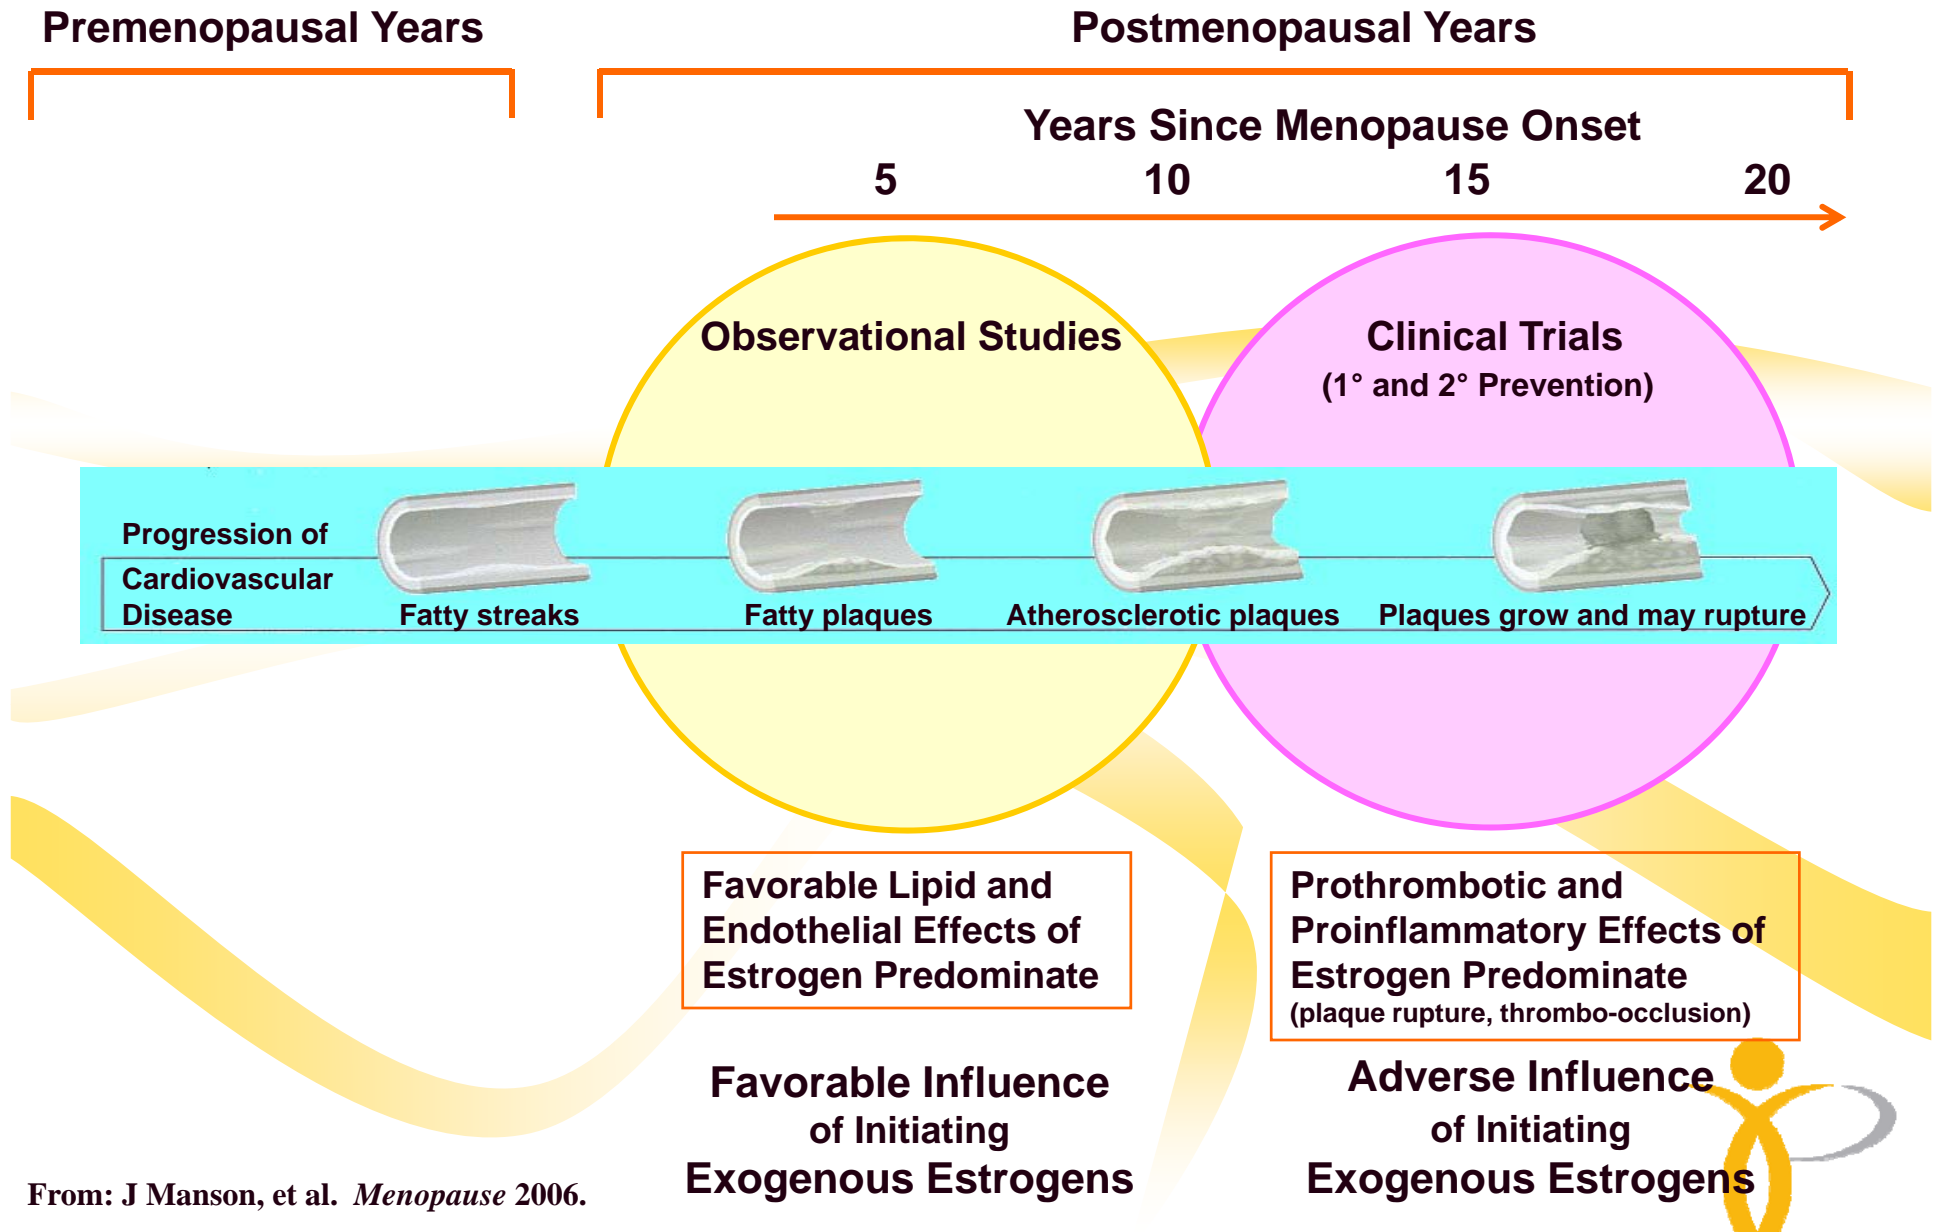 Premenopausal Years
Postmenopausal Years
Years Since Menopause Onset
5 10 15 20
Observational Studies
Clinical Trials
(1° and 2° Prevention)
Progression of
Cardiovascular
Disease
Fatty streaks
Fatty plaques
Atherosclerotic plaques
Plaques grow and may rupture
Favorable Lipid and
Endothelial Effects of
Estrogen Predominate
Prothrombotic and
Proinflammatory Effects of
Estrogen Predominate
(plaque rupture, thrombo-occlusion)
Favorable Influence
of Initiating
Exogenous Estrogens
Adverse Influence
of Initiating
Exogenous Estrogens
From: J Manson, et al. Menopause 2006.